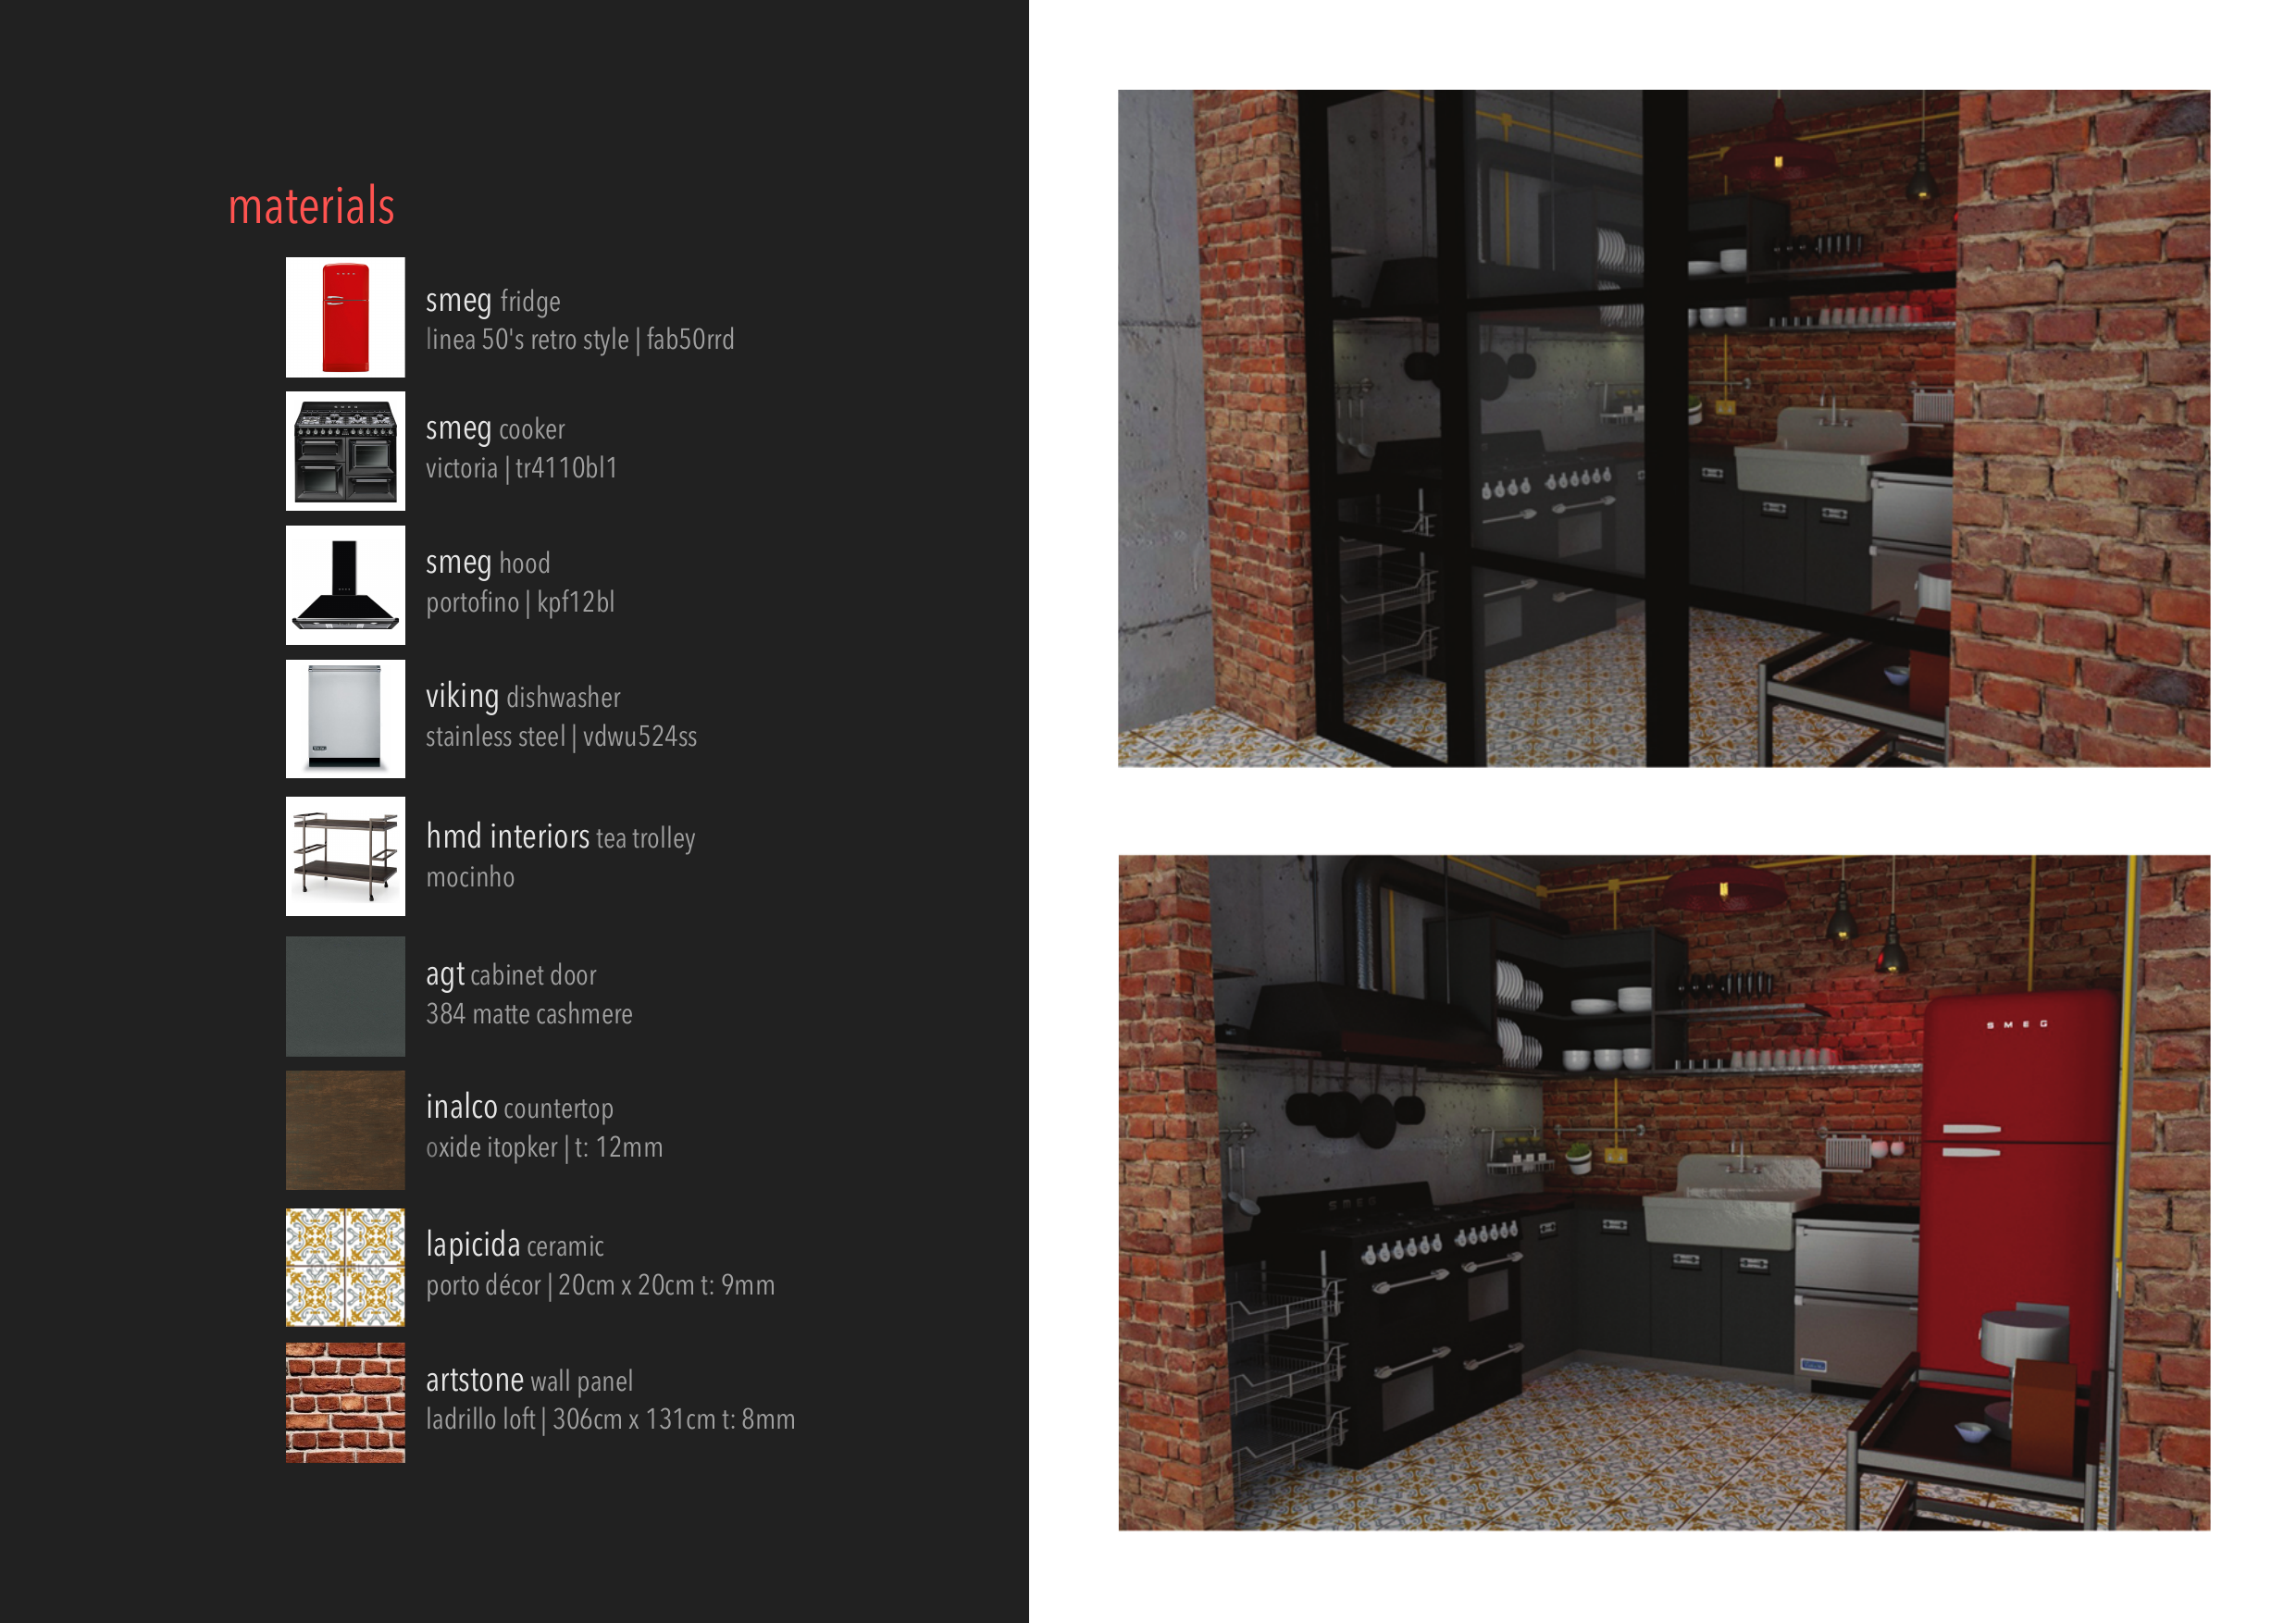 materials
smeg fridge
linea 50's retro style | fab50rrd
smeg cooker
victoria | tr4110bl1
smeg hood
portofino | kpf12bl
viking dishwasher
stainless steel | vdwu524ss
hmd interiors tea trolley
mocinho
agt cabinet door
384 matte cashmere
inalco countertop
oxide itopker | t: 12mm
lapicida ceramic
porto décor | 20cm x 20cm t: 9mm
artstone wall panel
ladrillo loft | 306cm x 131cm t: 8mm
SMEG
SMEG